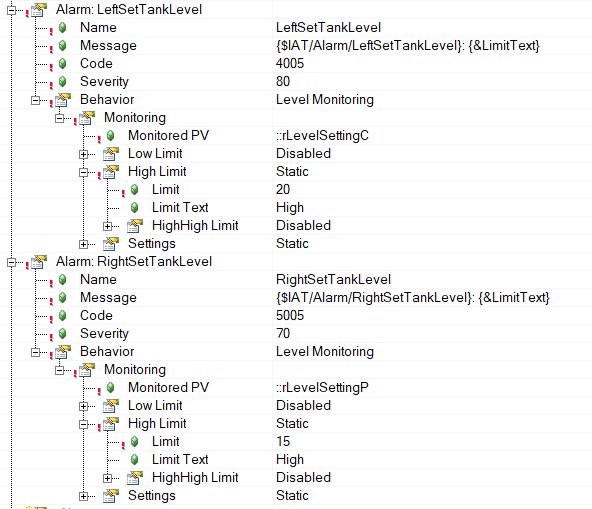 Alarm: LeftSetTankLevel
Name LeftSetTankLevel
Message {$IAT/Alarm/LeftSetTankLevel}: {&LimitText}
Code 4005
Severity 80
Behavior Level Monitoring
Monitoring
Monitored PV ::rLevelSettingC
Low Limit Disabled
High Limit Static
Limit 20
Limit Text High
HighHigh Limit Disabled
Settings Static
Alarm: RightSetTankLevel
Name RightSetTankLevel
Message {$IAT/Alarm/RightSetTankLevel}: {&LimitText}
Code 5005
Severity 70
Behavior Level Monitoring
Monitoring
Monitored PV ::rLevelSettingP
Low Limit Disabled
High Limit Static
Limit 15
Limit Text High
HighHigh Limit Disabled
Settings Static